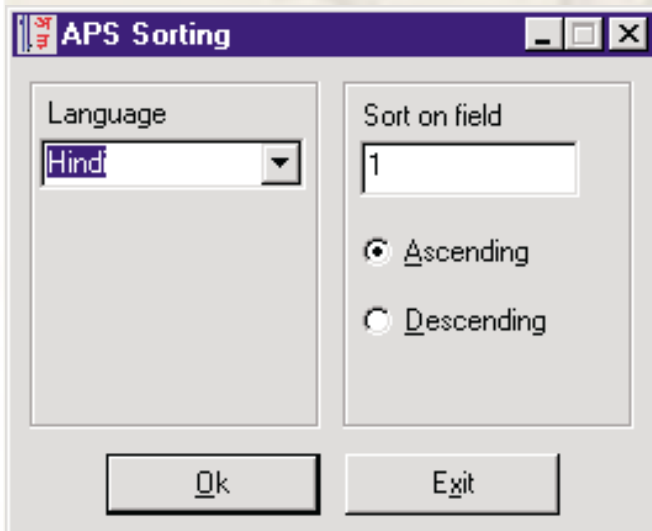 अ
ज्ञ
APS Sorting
Language
Hindi
Sort on field
1
Ascending
Descending
Ok
Exit